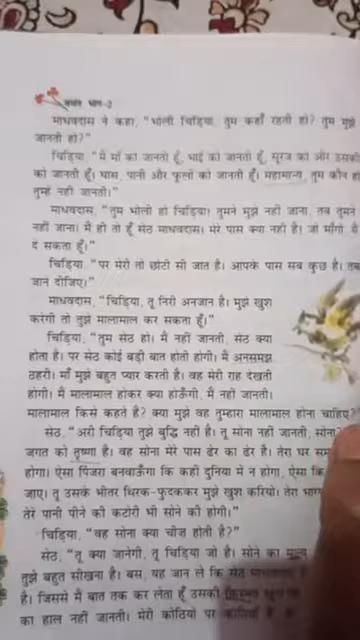 वसंत भाग-2
माधवदास ने कहा, "भोली चिड़िया, तुम कहाँ रहती हो? तुम मुझे
जानती हो?"
चिड़िया, "मैं माँ को जानती हूँ, भाई को जानती हूँ, सूरज को और उसकी
को जानती हूँ। घास, पानी और फूलों को जानती हूँ। महामान्य, तुम कौन हो
तुम्हें नहीं जानती।"
माधवदास, "तुम भोली हो चिड़िया! तुमने मुझे नहीं जाना, तब तुमने
नहीं जाना। मैं ही तो हूँ सेठ माधवदास। मेरे पास क्या नहीं है! जो माँगो, मैं
दे सकता हूँ।"
चिड़िया, "पर मेरी तो छोटी सी जात है। आपके पास सब कुछ है। तब
जाने दीजिए।"
माधवदास, "चिड़िया, तू निरी अनजान है। मुझे खुश
करेगी तो तुझे मालामाल कर सकता हूँ।"
चिड़िया, "तुम सेठ हो। मैं नहीं जानती, सेठ क्या
होता है। पर सेठ कोई बड़ी बात होती होगी। मैं अनसमझ
ठहरी। माँ मुझे बहुत प्यार करती है। वह मेरी राह देखती
होगी। मैं मालामाल होकर क्या होऊँगी, मैं नहीं जानती।
मालामाल किसे कहते हैं? क्या मुझे वह तुम्हारा मालामाल होना चाहिए?"
सेठ, "अरी चिड़िया तुझे बुद्धि नहीं है। तू सोना नहीं जानती, सोना?
जगत को तृष्णा है। वह सोना मेरे पास ढेर का ढेर है। तेरा घर
होगा। ऐसा पिंजरा बनवाऊँगा कि कहीं दुनिया में न होगा, ऐसा कि
जाए। तू उसके भीतर थिरक-फुदककर मुझे खुश करियो। तेरा
तेरे पानी पीने की कटोरी भी सोने की होगी।"
चिड़िया, "वह सोना क्या चीज़ होती है?"
सेठ, "तू क्या जानेगी, तू चिड़िया जो है। सोने का मूल्य
तुझे बहुत सीखना है। बस, यह जान ले कि सेठ माधवदास
है। जिससे मैं बात तक कर लेता हूँ उसकी किस्मत खुल
का हाल नहीं जानती। मेरी कोठियों पर कोठियाँ हैं